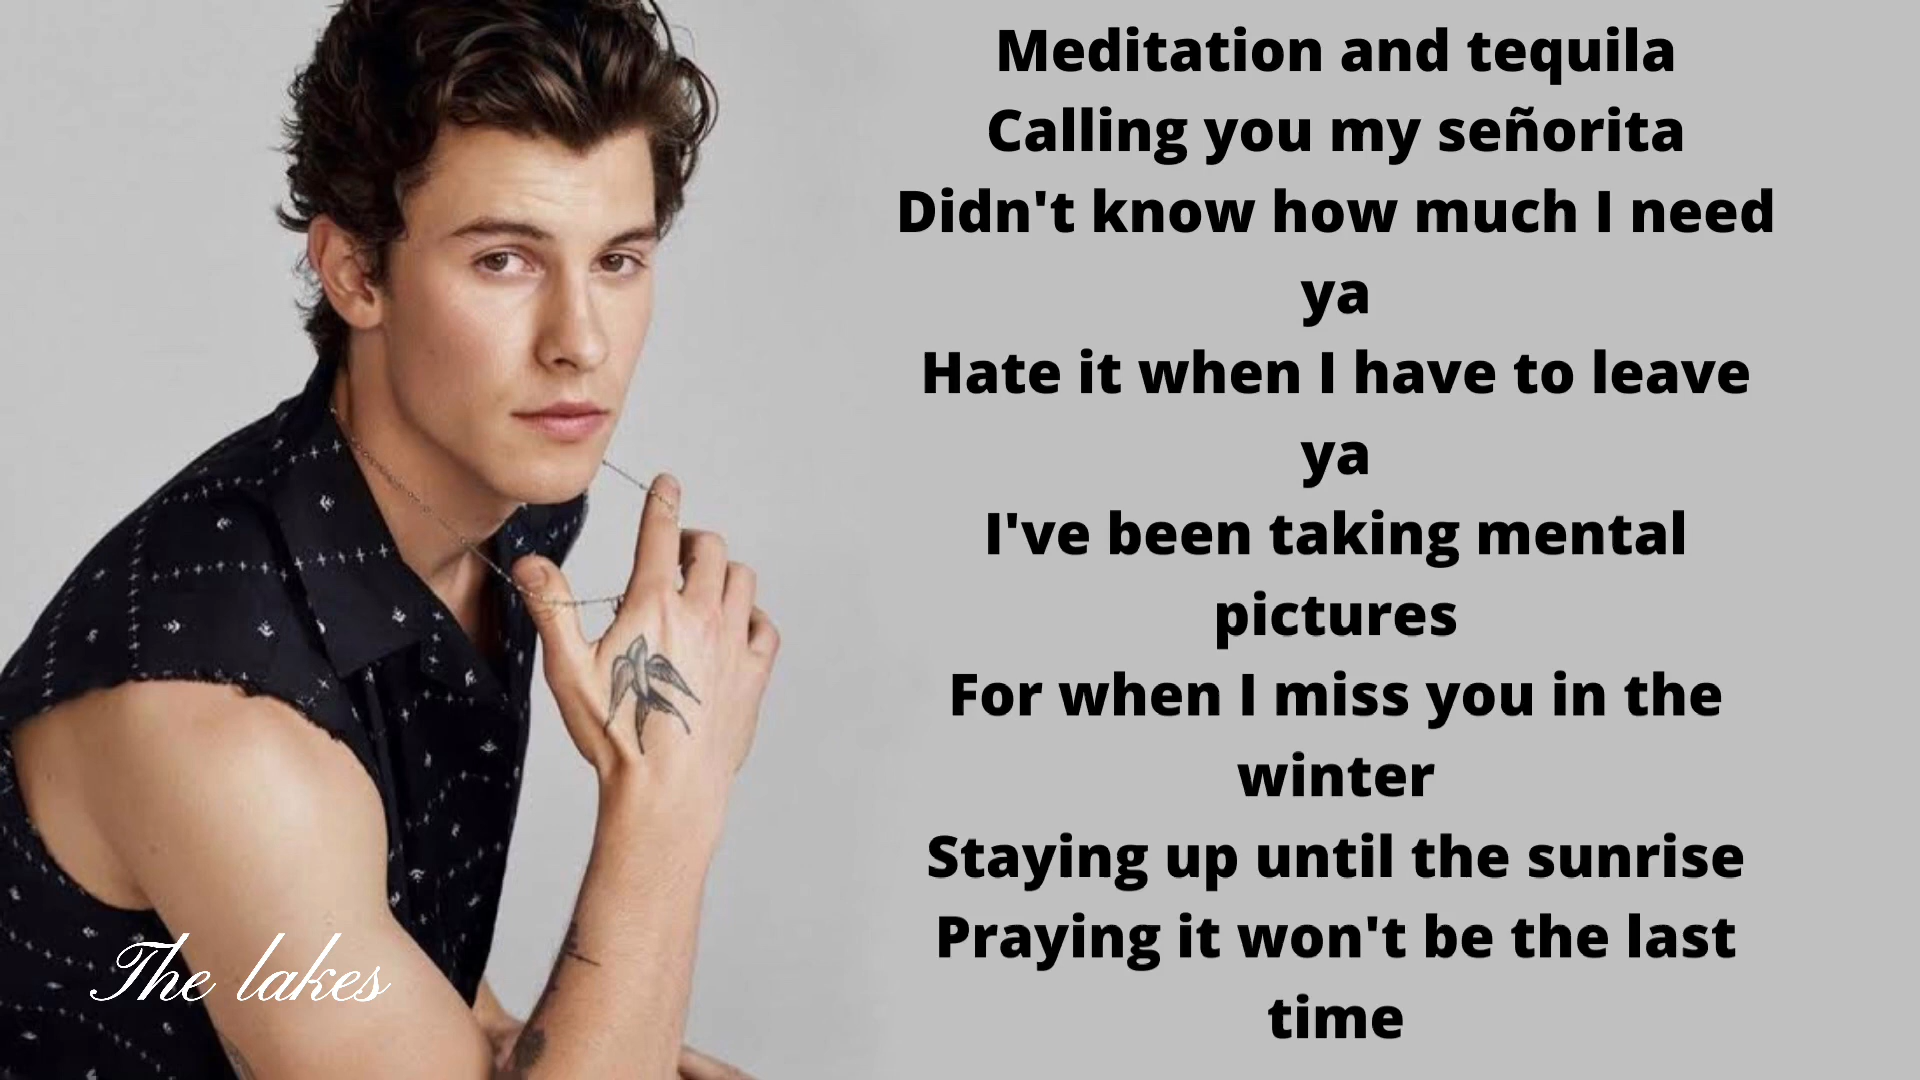 Meditation and tequila
Calling you my señorita
Didn't know how much I need
ya
Hate it when I have to leave
ya
I've been taking mental
pictures
For when I miss you in the
winter
Staying up until the sunrise
Praying it won't be the last
time
The lakes